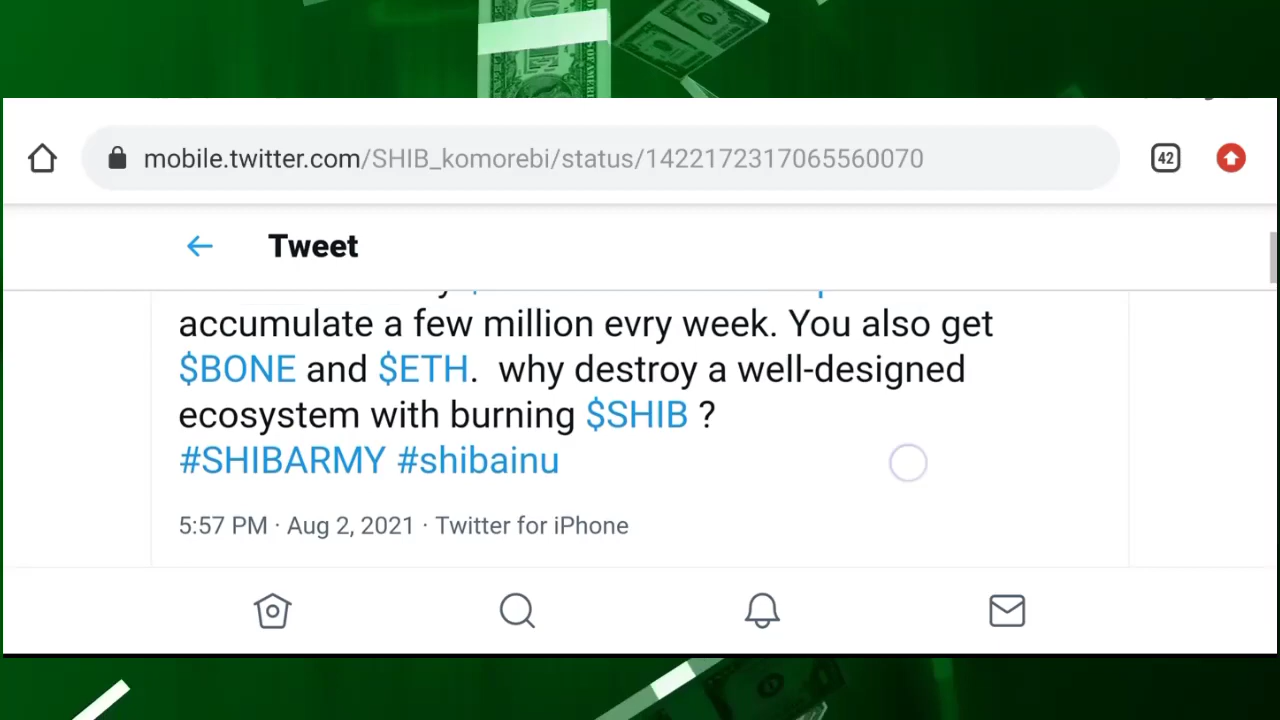 mobile.twitter.com/SHIB_komorebi/status/1422172317065560070
42
Tweet
accumulate a few million evry week. You also get
$BONE and $ETH. why destroy a well-designed
ecosystem with burning $SHIB ?
#SHIBARMY #shibainu
5:57 PM · Aug 2, 2021 · Twitter for iPhone